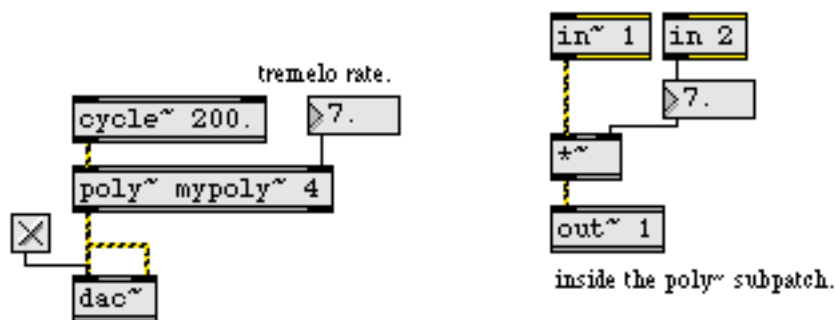 tremelo rate.
cycle~ 200.
7.
poly~ mypoly~ 4
dac~
in~ 1
in 2
7.
*~
out~ 1
inside the poly~ subpatch.